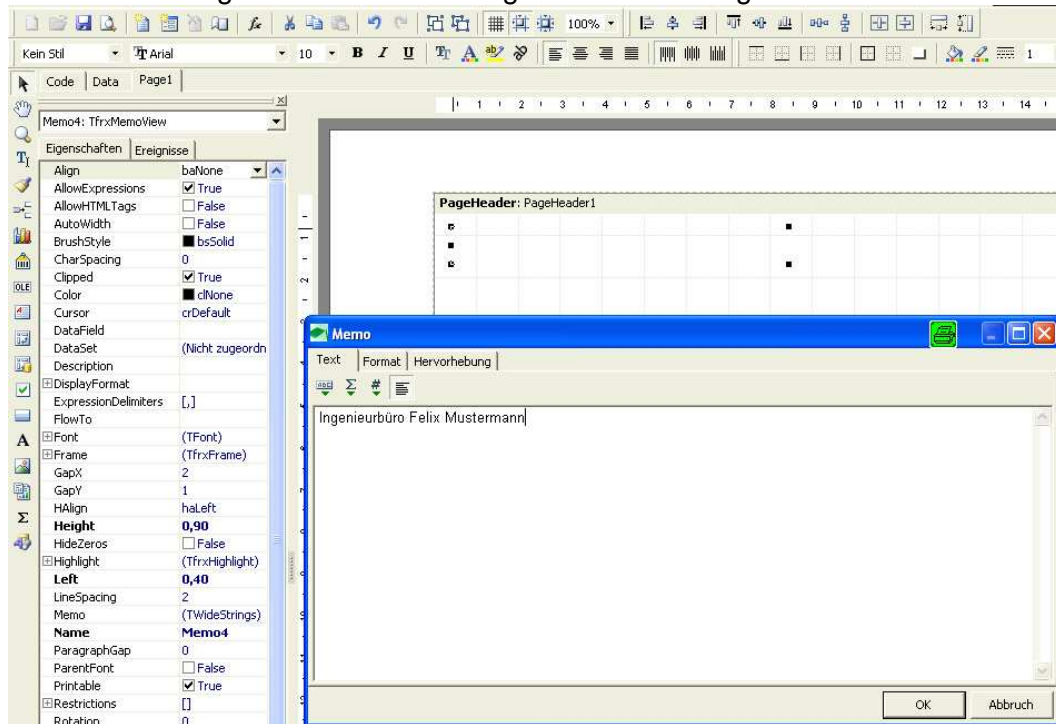 100%
Kein Stil Arial 10 B I U 1
Code Data Page1
1 2 3 4 5 6 7 8 9 10 11 12 13 14
Memo4: TfrxMemoView
Eigenschaften Ereignisse
Align baNone
AllowExpressions True
AllowHTMLTags False
AutoWidth False
BrushStyle bsSolid
CharSpacing 0
Clipped True
Color clNone
Cursor crDefault
DataField
DataSet (Nicht zugeordn
Description
DisplayFormat
ExpressionDelimiters [,]
FlowTo
Font (TFont)
Frame (TfrxFrame)
GapX 2
GapY 1
HAlign haLeft
Height 0,90
HideZeros False
Highlight (TfrxHighlight)
Left 0,40
LineSpacing 2
Memo (TWideStrings)
Name Memo4
ParagraphGap 0
ParentFont False
Printable True
Restrictions []
Rotation 0
PageHeader: PageHeader1
Memo
Text Format Hervorhebung
Ingenieurbüro Felix Mustermann
OK Abbruch